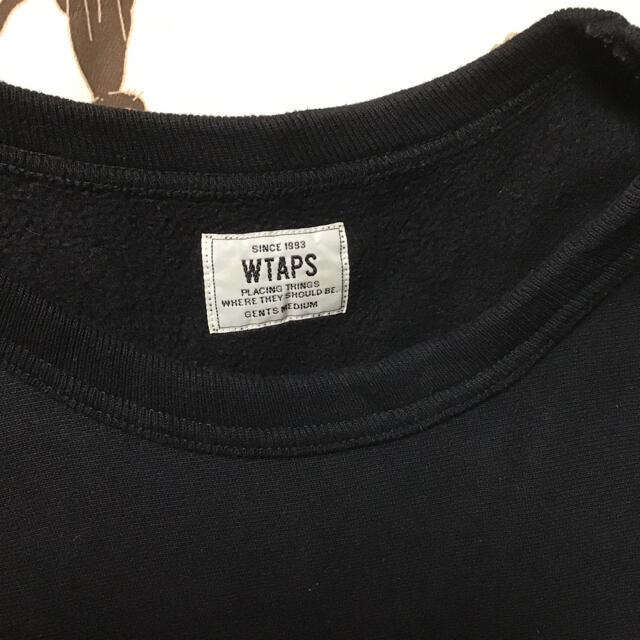 SINCE 1993
WTAPS
PLACING THINGS
WHERE THEY SHOULD BE.
GENTS MEDIUM